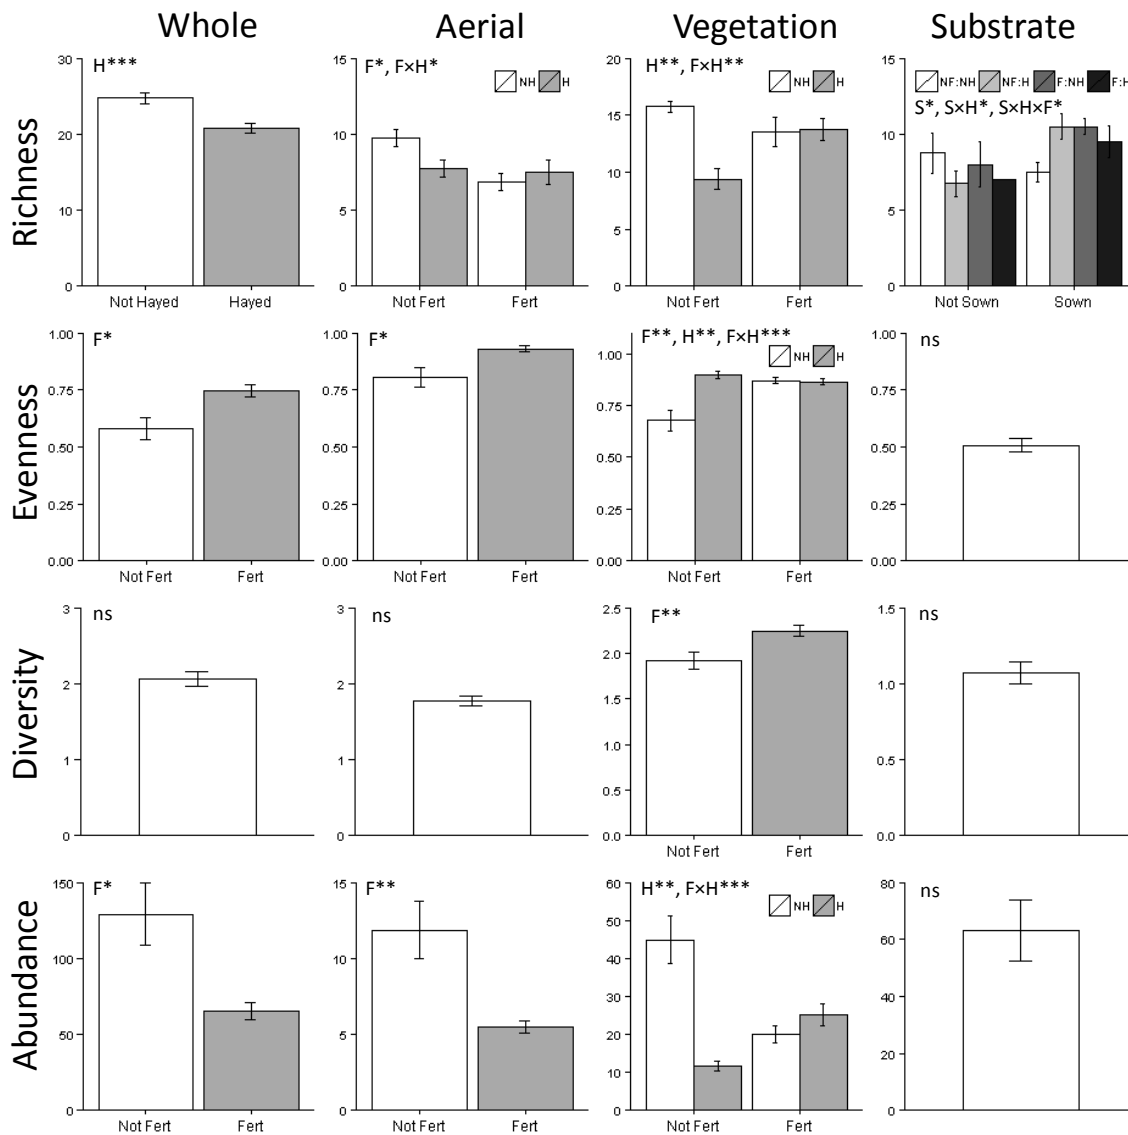 Whole Aerial Vegetation Substrate
Richness
H***
30
20
10
0
Not Hayed Hayed
F*, F×H*
NH H
15
10
5
0
Not Fert Fert
H**, F×H**
NH H
20
15
10
5
0
Not Fert Fert
NF:NH NF:H F:NH F:H
S*, S×H*, S×H×F*
15
10
5
0
Not Sown Sown
Evenness
F*
1.00
0.75
0.50
0.25
0.00
Not Fert Fert
F*
1.00
0.75
0.50
0.25
0.00
Not Fert Fert
F**, H**, F×H***
NH H
1.00
0.75
0.50
0.25
0.00
Not Fert Fert
ns
1.00
0.75
0.50
0.25
0.00
Diversity
ns
3
2
1
0
ns
3
2
1
0
F**
2.5
2.0
1.5
1.0
0.5
0.0
Not Fert Fert
ns
1.5
1.0
0.5
0.0
Abundance
F*
150
100
50
0
Not Fert Fert
F**
15
10
5
0
Not Fert Fert
H**, F×H***
NH H
60
50
40
30
20
10
0
Not Fert Fert
ns
80
60
40
20
0